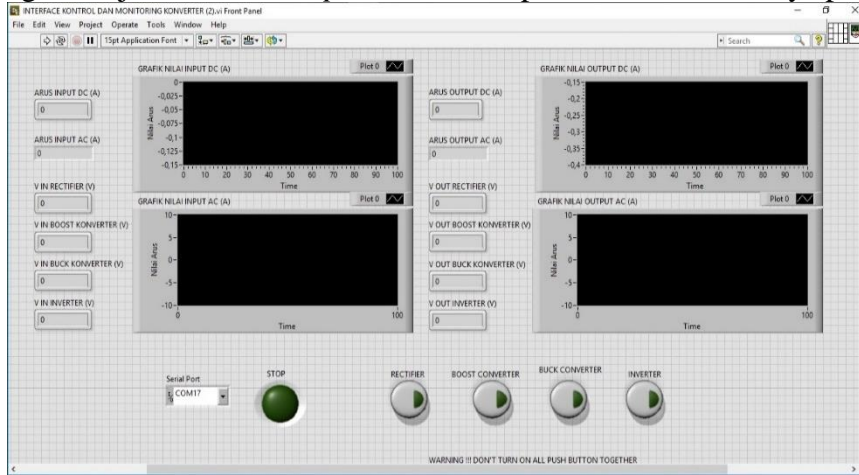 INTERFACE KONTROL DAN MONITORING KONVERTER (2).vi Front Panel
File Edit View Project Operate Tools Window Help
15pt Application Font
Search
GRAFIK NILAI INPUT DC (A) Plot 0
ARUS INPUT DC (A)
0
ARUS INPUT AC (A)
0
Nilai Arus
0-
-0,025-
-0,05-
-0,075-
-0,1-
-0,125-
-0,15-
0 10 20 30 40 50 60 70 80 90 100
Time
GRAFIK NILAI OUTPUT DC (A) Plot 0
ARUS OUTPUT DC (A)
0
ARUS OUTPUT AC (A)
0
Nilai Arus
-0,15-
-0,2-
-0,25-
-0,3-
-0,35-
-0,4-
0 10 20 30 40 50 60 70 80 90 100
Time
V IN RECTIFIER (V)
0
V IN BOOST KONVERTER (V)
0
V IN BUCK KONVERTER (V)
0
V IN INVERTER (V)
0
GRAFIK NILAI INPUT AC (A) Plot 0
Nilai Arus
10-
5-
0-
-5-
-10-
0 100
Time
V OUT RECTIFIER (V)
0
V OUT BOOST KONVERTER (V)
0
V OUT BUCK KONVERTER (V)
0
V OUT INVERTER (V)
0
GRAFIK NILAI OUTPUT AC (A) Plot 0
Nilai Arus
10-
5-
0-
-5-
-10-
0 100
Time
Serial Port
COM17
STOP
RECTIFIER BOOST CONVERTER BUCK CONVERTER INVERTER
WARNING !!! DON'T TURN ON ALL PUSH BUTTON TOGETHER